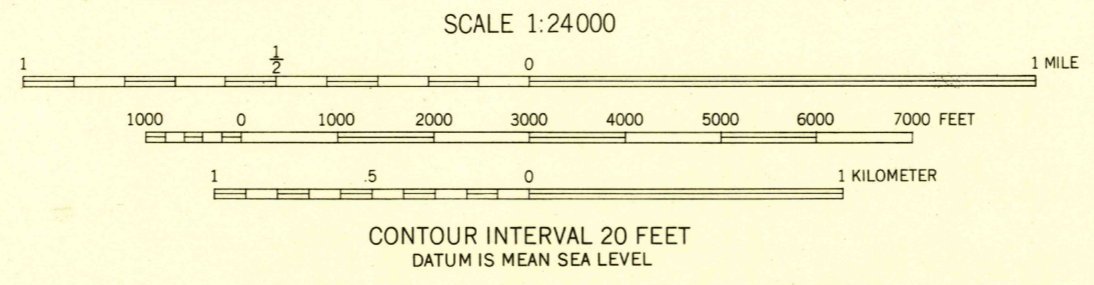 SCALE 1:24000
1 1/2 0 1 MILE
1000 0 1000 2000 3000 4000 5000 6000 7000 FEET
1 .5 0 1 KILOMETER
CONTOUR INTERVAL 20 FEET
DATUM IS MEAN SEA LEVEL